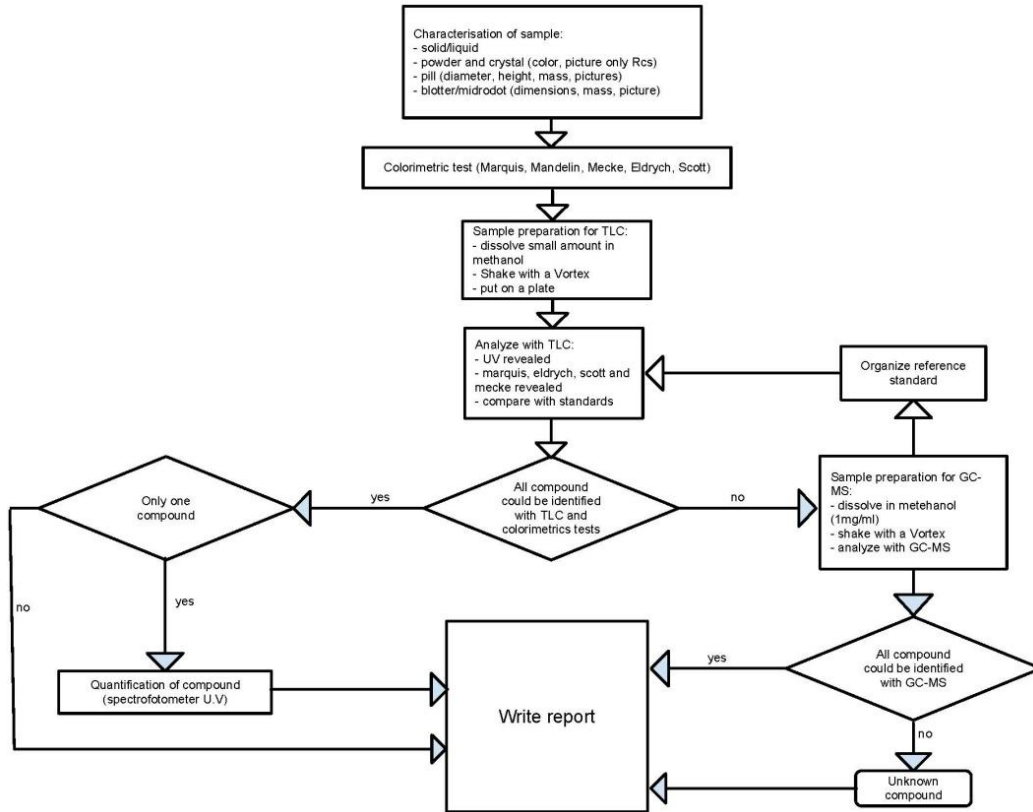 Characterisation of sample:
- solid/liquid
- powder and crystal (color, picture only Rcs)
- pill (diameter, height, mass, pictures)
- blotter/midrodot (dimensions, mass, picture)
Colorimetric test (Marquis, Mandelin, Mecke, Eldrych, Scott)
Sample preparation for TLC:
- dissolve small amount in
methanol
- Shake with a Vortex
- put on a plate
Analyze with TLC:
- UV revealed
- marquis, eldrych, scott and
mecke revealed
- compare with standards
Organize reference
standard
Only one
compound
yes
All compound
could be identified
with TLC and
colorimetrics tests
no
Sample preparation for GC-
MS:
- dissolve in metehanol
(1mg/ml)
- shake with a Vortex
- analyze with GC-MS
no
yes
Quantification of compound
(spectrofotometer U.V)
Write report
yes
All compound
could be identified
with GC-MS
no
Unknown
compound